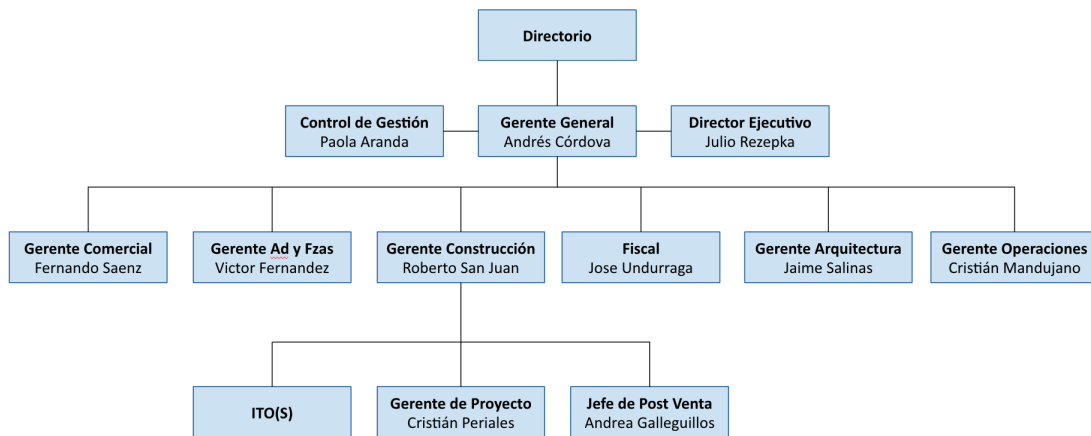 Directorio
Control de Gestión
Paola Aranda
Gerente General
Andrés Córdova
Director Ejecutivo
Julio Rezepka
Gerente Comercial
Fernando Saenz
Gerente Ad y Fzas
Victor Fernandez
Gerente Construcción
Roberto San Juan
Fiscal
Jose Undurraga
Gerente Arquitectura
Jaime Salinas
Gerente Operaciones
Cristián Mandujano
ITO(S)
Gerente de Proyecto
Cristián Periales
Jefe de Post Venta
Andrea Galleguillos